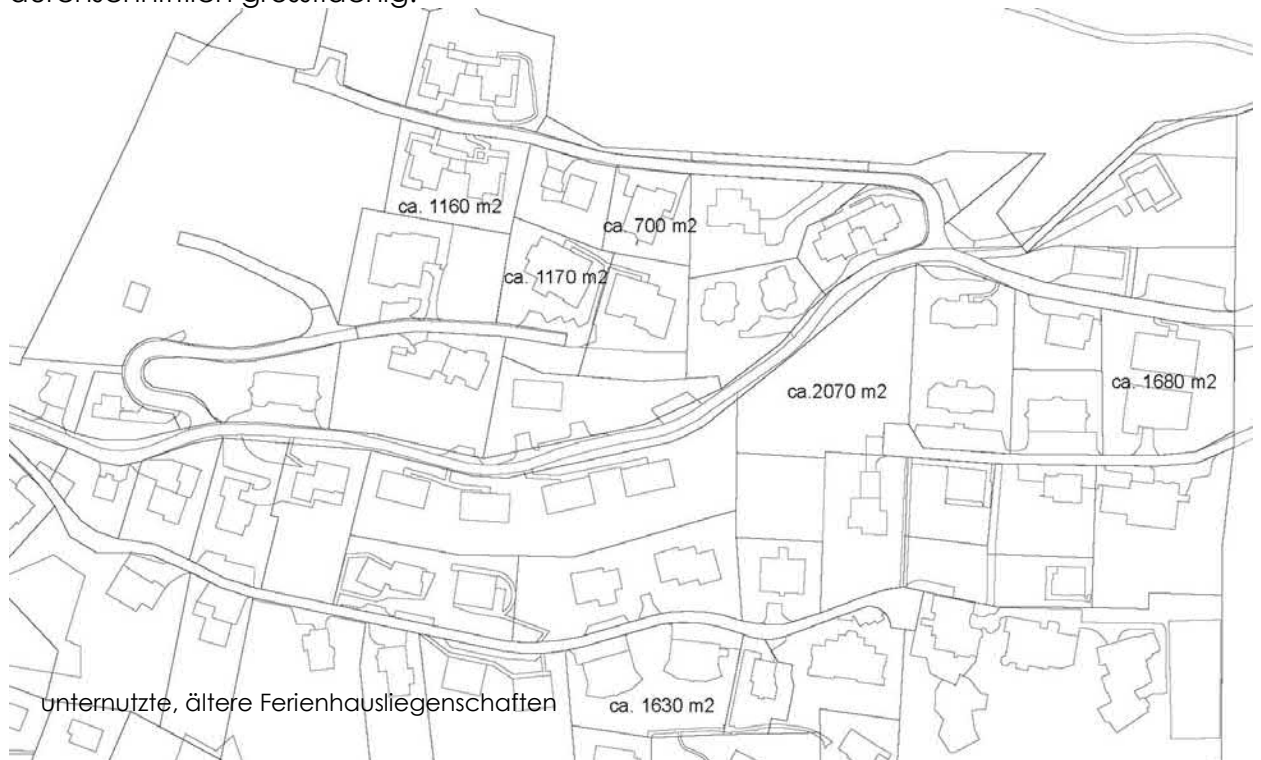 grossflächig.
ca. 1160 m2
ca. 700 m2
ca. 1170 m2
ca.2070 m2
ca. 1680 m2
unternutzte, ältere Ferienhausliegenschaften
ca. 1630 m2